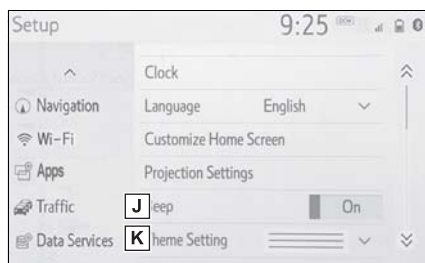 Setup 9:25
Clock
Navigation Language English
Wi-Fi Customize Home Screen
Apps Projection Settings
Traffic J eep On
Data Services K heme Setting